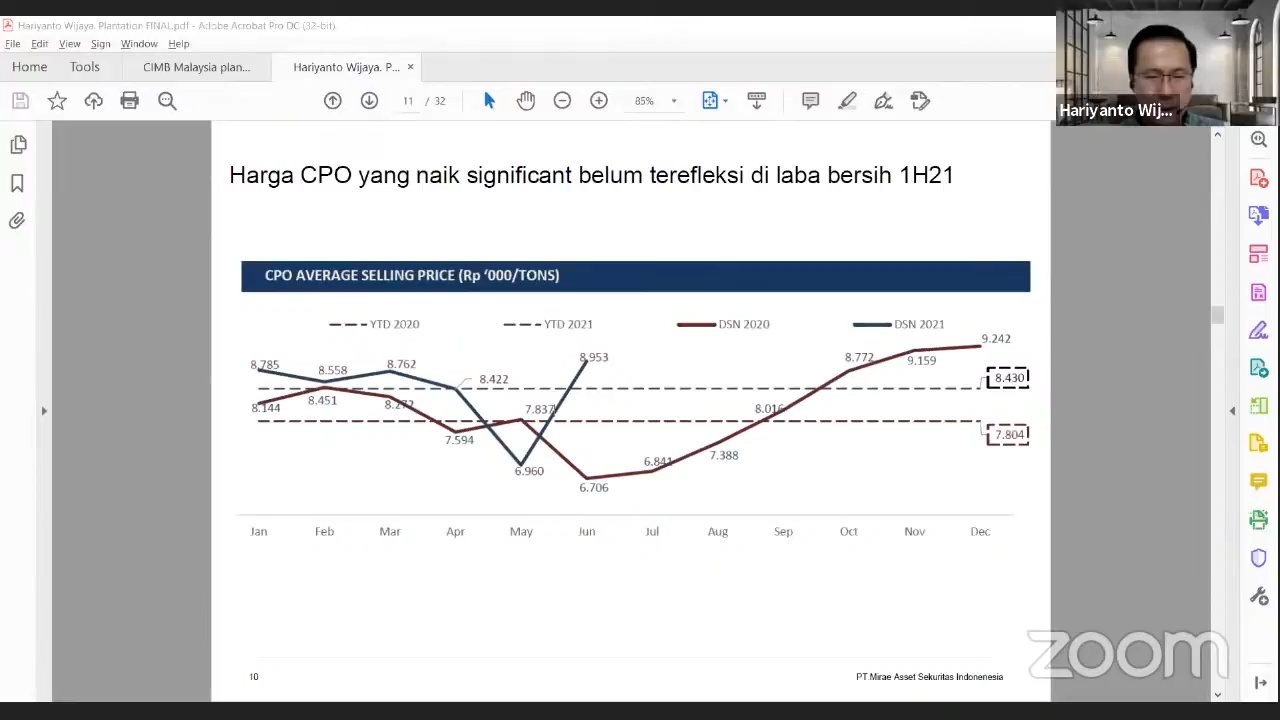 Hariyanto Wijaya. Plantation FINAL.pdf - Adobe Acrobat Pro DC (32-bit)
File Edit View Sign Window Help
Home Tools CIMB Malaysia plan... Hariyanto Wijaya. P... ×
11 / 32 85%
Hariyanto Wij...
Harga CPO yang naik significant belum terefleksi di laba bersih 1H21
CPO AVERAGE SELLING PRICE (Rp '000/TONS)
YTD 2020 YTD 2021 DSN 2020 DSN 2021
8.785 8.558 8.762 8.422 8.953
8.144 8.451 8.272 7.594 7.837 6.960 6.706 6.841 7.388 8.016 8.772 9.159 9.242
8.430
7.804
Jan Feb Mar Apr May Jun Jul Aug Sep Oct Nov Dec
10 PT.Mirae Asset Sekuritas Indonenesia
zoom